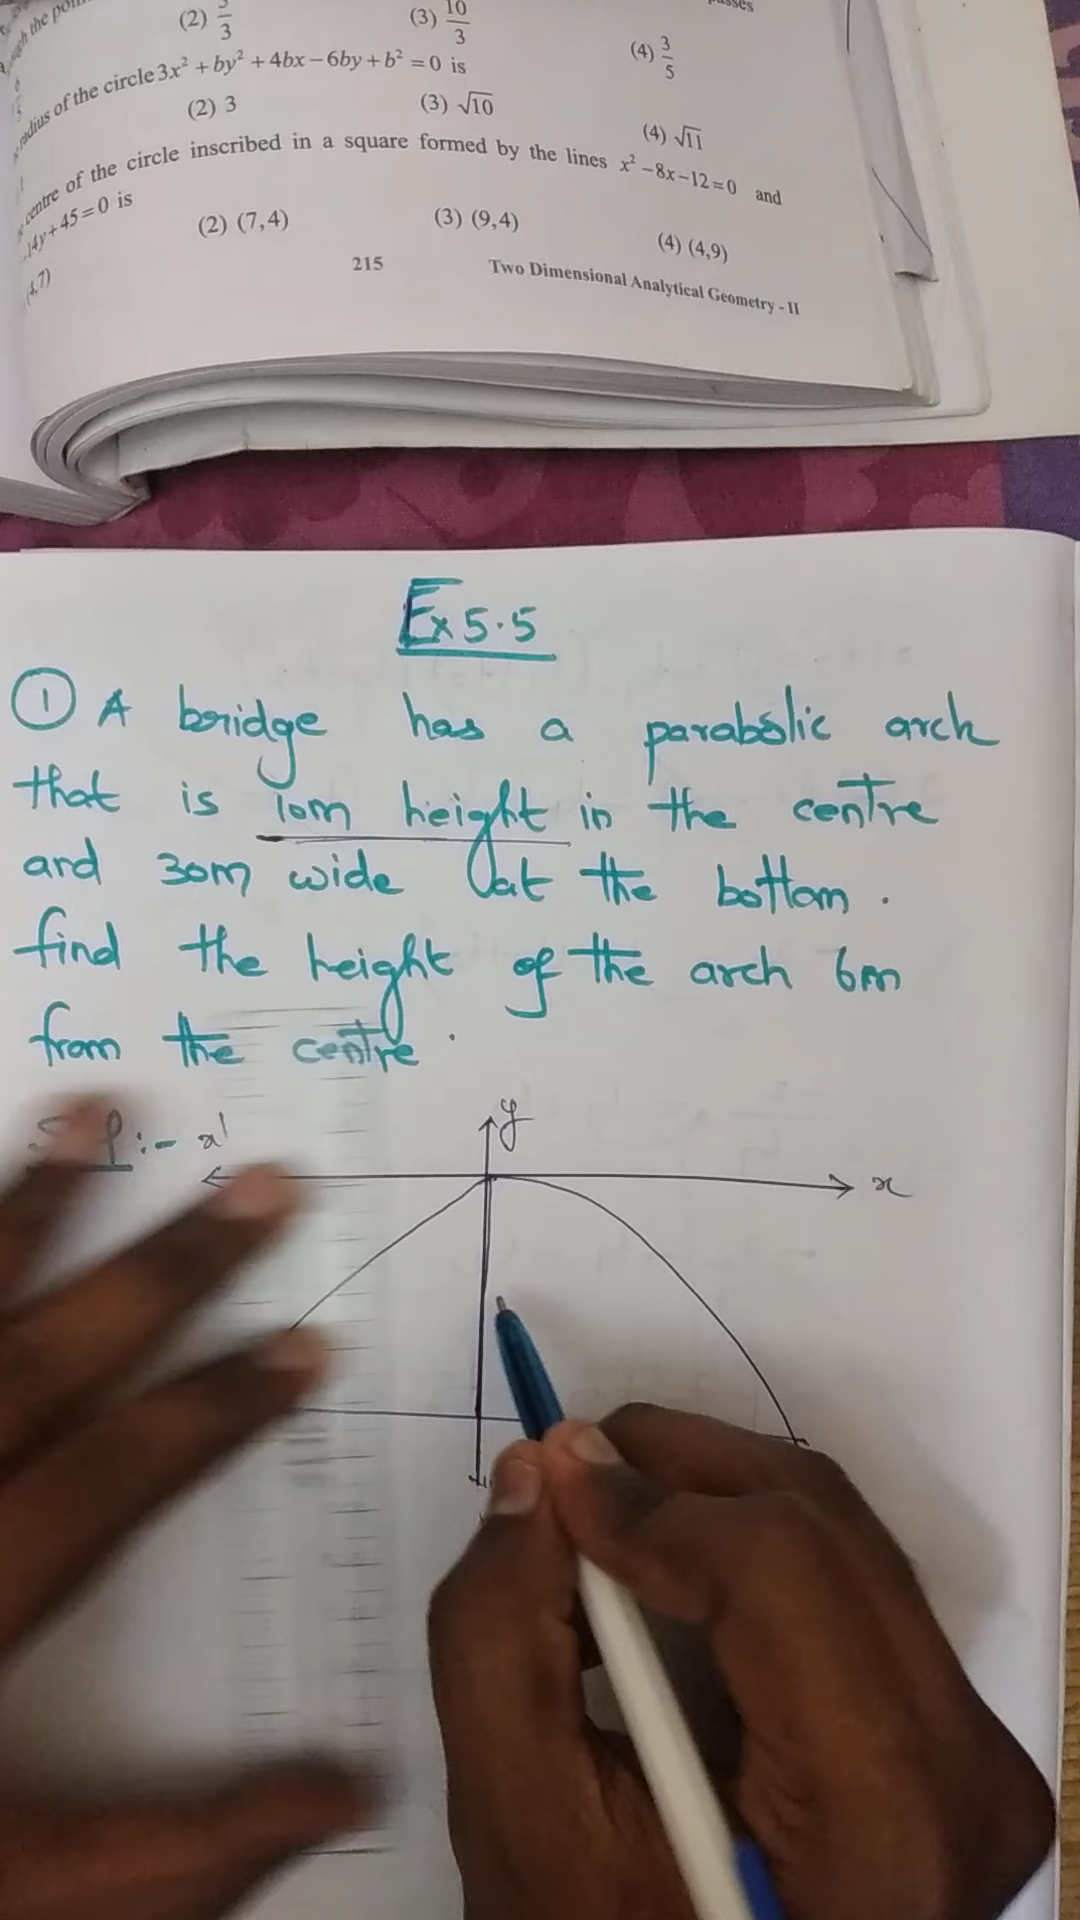 (2) 5/3 (3) 10/3 (4) 3/5
radius of the circle 3x² + by² + 4bx − 6by + b² = 0 is
(2) 3 (3) √10 (4) √11
centre of the circle inscribed in a square formed by the lines x² − 8x − 12 = 0 and
−14y + 45 = 0 is
(4,7) (2) (7,4) (3) (9,4) (4) (4,9)
215 Two Dimensional Analytical Geometry - II
Ex 5.5
① A bridge has a parabolic arch
that is 10m height in the centre
and 30m wide at the bottom.
find the height of the arch 6m
from the centre.
:- x' y
x